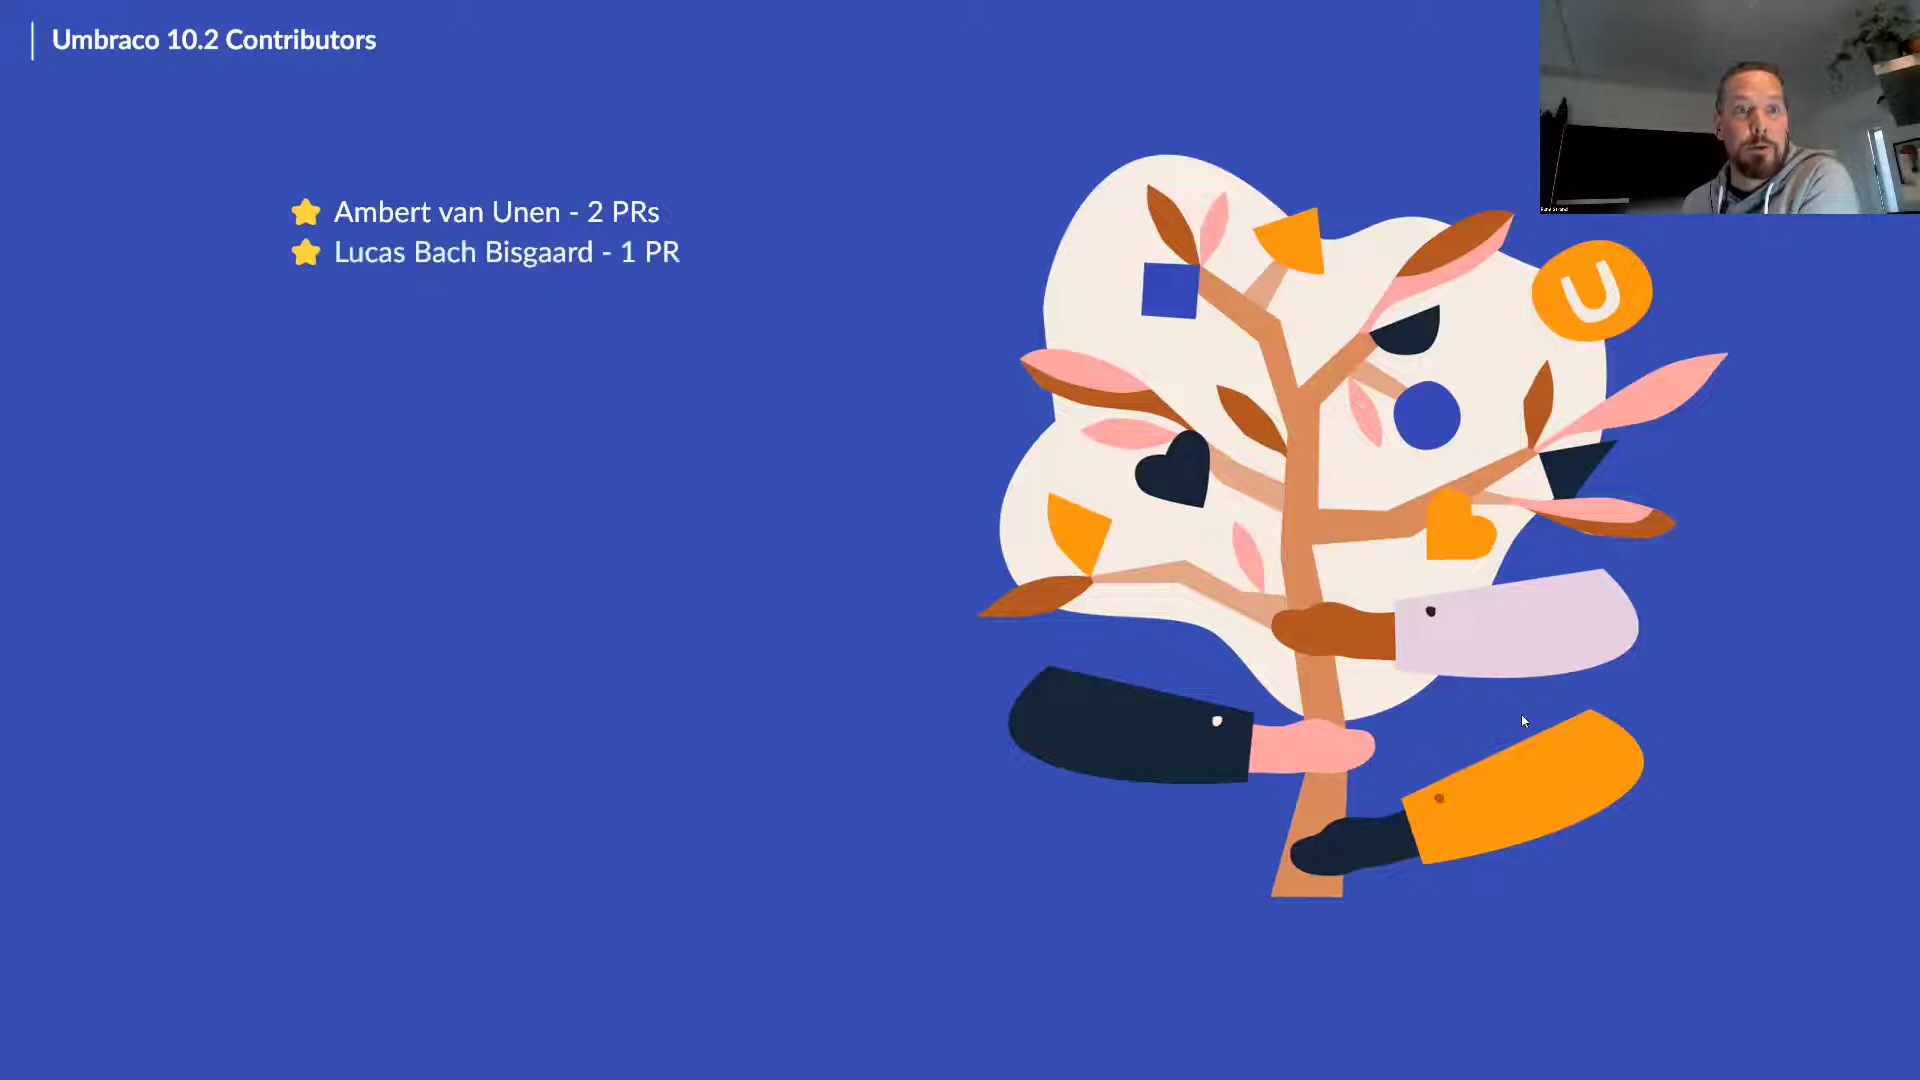 Umbraco 10.2 Contributors
Ambert van Unen - 2 PRs
Lucas Bach Bisgaard - 1 PR
U